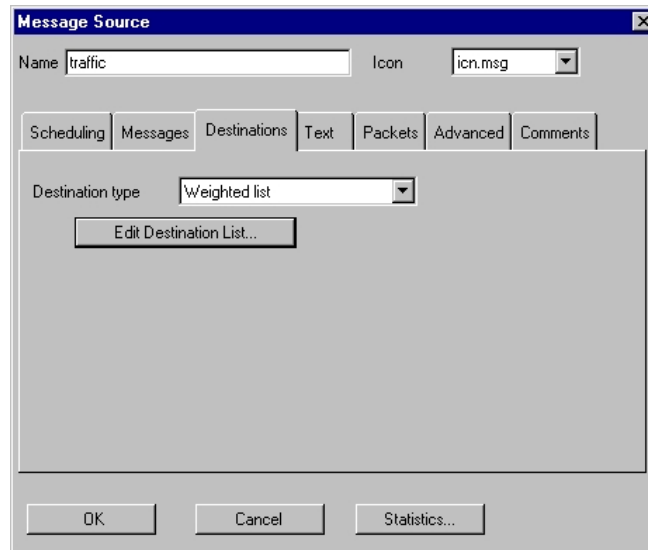 Message Source
Name traffic Icon icn.msg
Scheduling Messages Destinations Text Packets Advanced Comments
Destination type Weighted list
Edit Destination List...
OK Cancel Statistics...